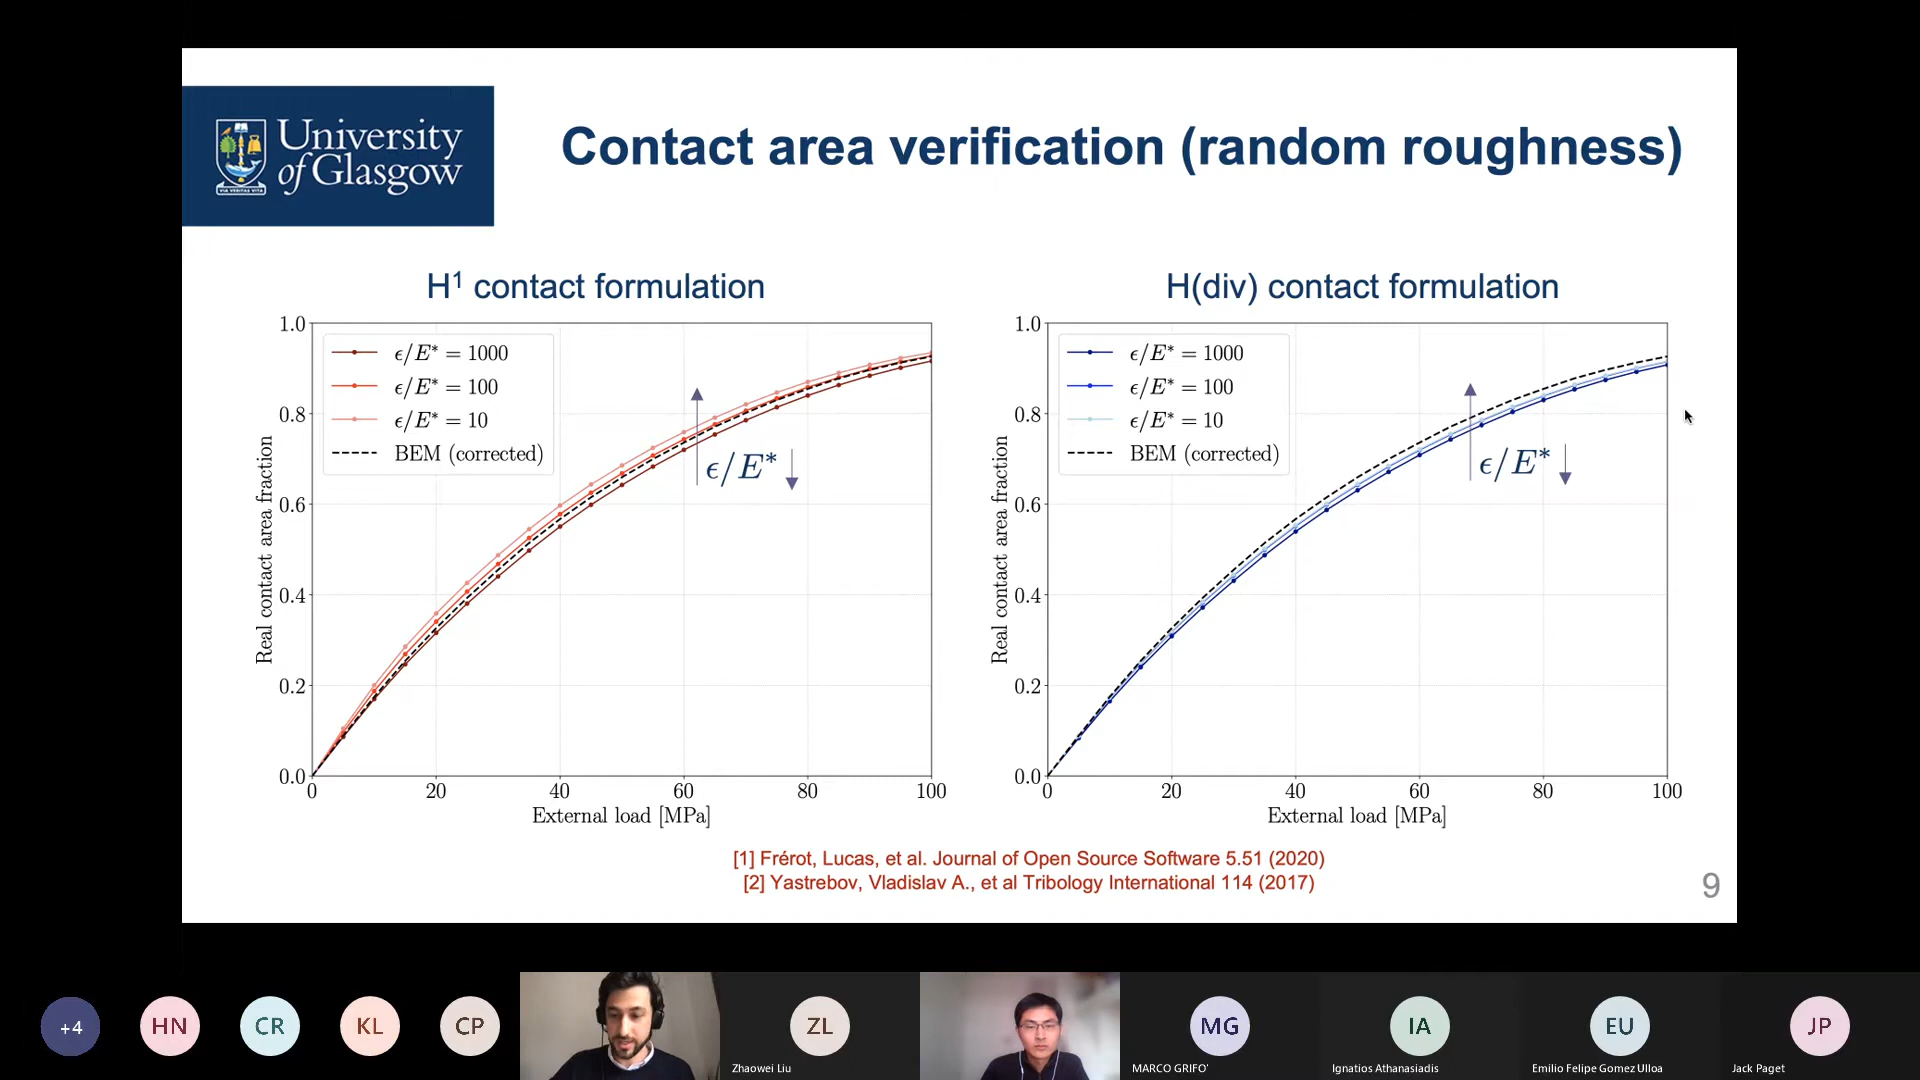 University
of Glasgow
VIA VERITAS VITA
Contact area verification (random roughness)
H¹ contact formulation
1.0
0.8
0.6
0.4
0.2
0.0
Real contact area fraction
ϵ/E* = 1000
ϵ/E* = 100
ϵ/E* = 10
BEM (corrected)
ϵ/E*
0 20 40 60 80 100
External load [MPa]
H(div) contact formulation
1.0
0.8
0.6
0.4
0.2
0.0
Real contact area fraction
ϵ/E* = 1000
ϵ/E* = 100
ϵ/E* = 10
BEM (corrected)
ϵ/E*
0 20 40 60 80 100
External load [MPa]
[1] Frérot, Lucas, et al. Journal of Open Source Software 5.51 (2020)
[2] Yastrebov, Vladislav A., et al Tribology International 114 (2017)
9
+4
HN
CR
KL
CP
ZL
Zhaowei Liu
MG
MARCO GRIFO'
IA
Ignatios Athanasiadis
EU
Emilio Felipe Gomez Ulloa
JP
Jack Paget